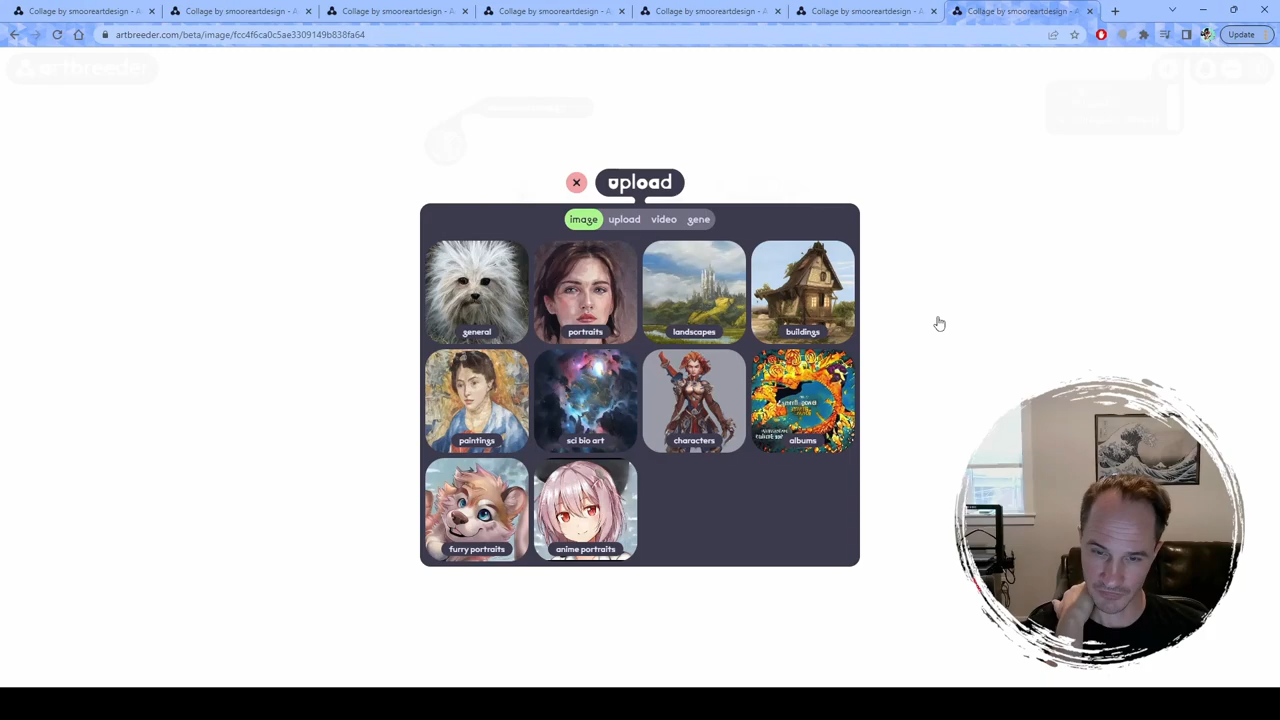 Collage by smooreartdesign - A
Collage by smooreartdesign - A
Collage by smooreartdesign - A
Collage by smooreartdesign - A
Collage by smooreartdesign - A
Collage by smooreartdesign - A
Collage by smooreartdesign - A
artbreeder.com/beta/image/fcc4f6ca0c5ae3309149b838fa64
Update
artbreeder
upload
image upload video gene
general portraits landscapes buildings
paintings sci bio art characters albums
furry portraits anime portraits